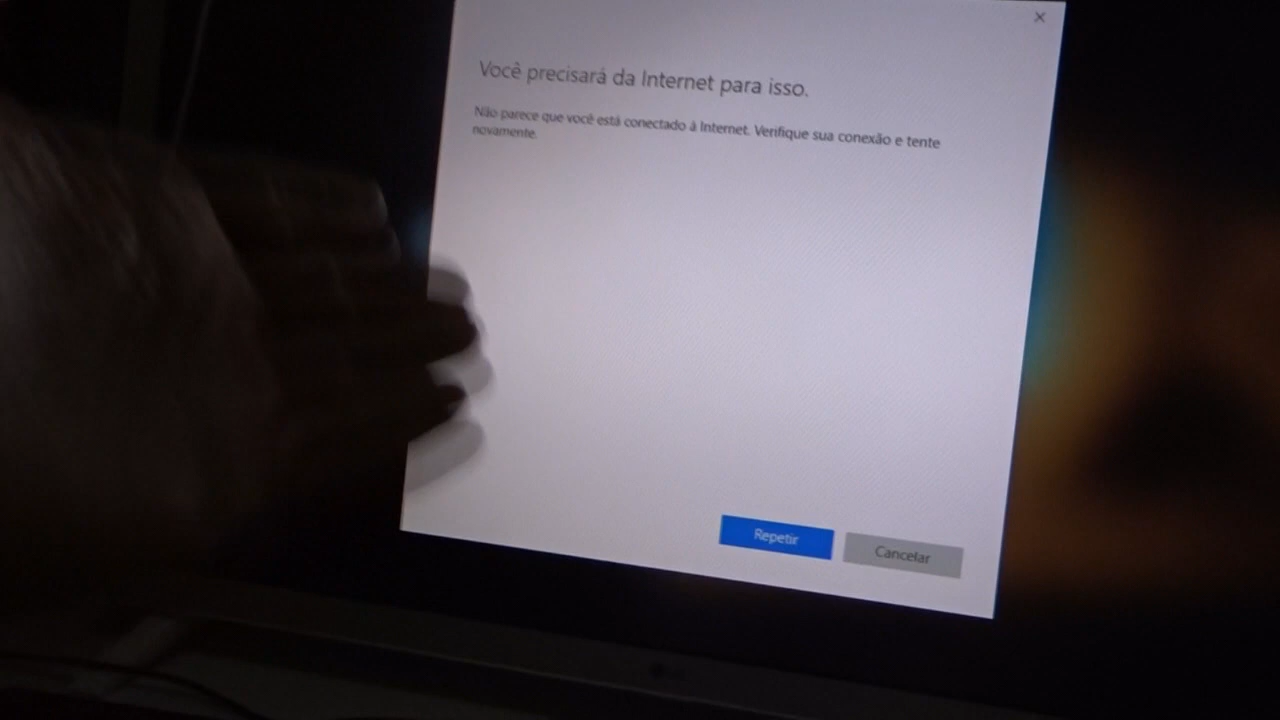 Você precisará da Internet para isso.
Não parece que você está conectado à Internet. Verifique sua conexão e tente
novamente.
Repetir
Cancelar